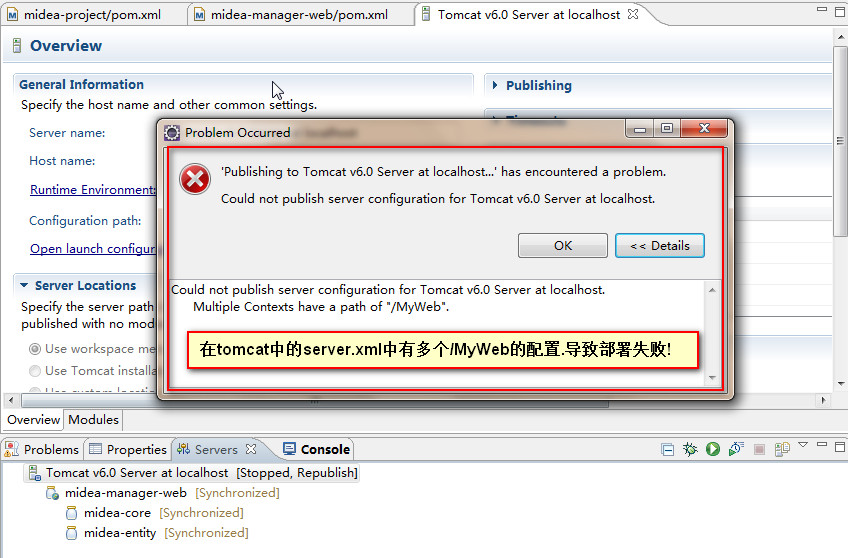 midea-project/pom.xml
midea-manager-web/pom.xml
Tomcat v6.0 Server at localhost
Overview
General Information
Specify the host name and other common settings.
Server name:
Host name:
Runtime Environment:
Configuration path:
Open launch configur
Server Locations
Specify the server path
published with no mod
Use workspace me
Use Tomcat installa
Publishing
Timeouts
Problem Occurred
'Publishing to Tomcat v6.0 Server at localhost...' has encountered a problem.
Could not publish server configuration for Tomcat v6.0 Server at localhost.
OK
<< Details
Could not publish server configuration for Tomcat v6.0 Server at localhost.
Multiple Contexts have a path of "/MyWeb".
在tomcat中的server.xml中有多个/MyWeb的配置.导致部署失败!
Overview
Modules
Problems
Properties
Servers
Console
Tomcat v6.0 Server at localhost [Stopped, Republish]
midea-manager-web [Synchronized]
midea-core [Synchronized]
midea-entity [Synchronized]